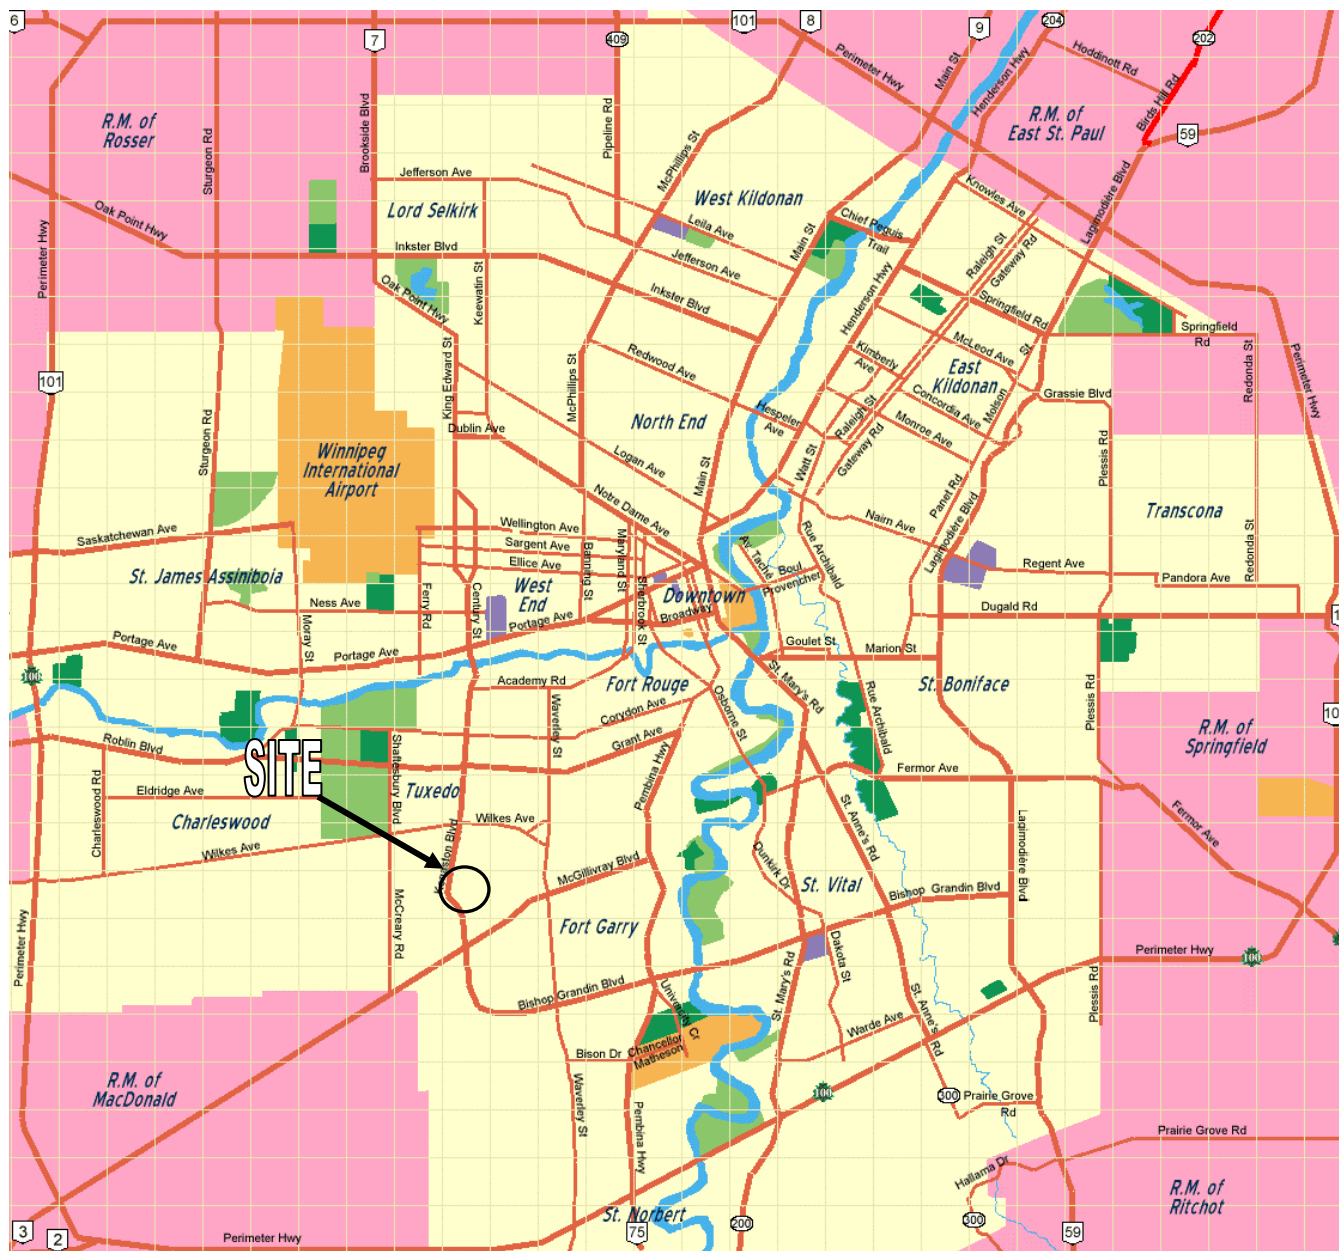 6
7
409
101
8
9
204
202
Hoddinott Rd
Perimeter Hwy
Main St
Henderson Hwy
Birds Hill Rd
59
R.M. of
Rosser
Sturgeon Rd
Brookside Blvd
Pipeline Rd
McPhillips St
R.M. of
East St. Paul
Lagimodière Blvd
Jefferson Ave
Lord Selkirk
West Kildonan
Knowles Ave
Oak Point Hwy
Perimeter Hwy
Inkster Blvd
Leila Ave
Main St
Chief Peguis
Trail
Raleigh St
Gateway Rd
Jefferson Ave
Keewatin St
Oak Point Hwy
Inkster Blvd
Henderson Hwy
Springfield Rd
Springfield
Rd
Redonda St
Perimeter Hwy
101
King Edward St
McPhillips St
Redwood Ave
Kimberly
Ave
McLeod Ave
St
Molson
East
Kildonan
Grassie Blvd
Concordia Ave
Sturgeon Rd
Dublin Ave
North End
Hespeler
Ave
Raleigh St
Gateway Rd
Monroe Ave
Plessis Rd
Winnipeg
International
Airport
Logan Ave
Main St
Watt St
Panet Rd
Lagimodière Blvd
Transcona
Notre Dame Ave
Saskatchewan Ave
Wellington Ave
Sargent Ave
Ellice Ave
Banning St
Maryland St
Sherbrook St
Av. Taché
Boul
Provencher
Rue Archibald
Nairn Ave
Regent Ave
Pandora Ave
Redonda St
St. James Assiniboia
Ness Ave
Ferry Rd
Century St
West
End
Downtown
Broadway
Dugald Rd
Portage Ave
Moray St
Portage Ave
Portage Ave
Goulet St
Marion St
100
Academy Rd
Fort Rouge
St. Mary's Rd
St. Boniface
Rue Archibald
Plessis Rd
10
Waverley St
Corydon Ave
Osborne St
Grant Ave
R.M. of
Springfield
Roblin Blvd
SITE
Shaftesbury Blvd
Pembina Hwy
Fermor Ave
Charleswood Rd
Eldridge Ave
Tuxedo
Charleswood
Wilkes Ave
Wilkes Ave
St. Anne's Rd
Lagimodière Blvd
Fermor Ave
McGillivray Blvd
Dunkirk Dr
St. Vital
Bishop Grandin Blvd
McCreary Rd
Fort Garry
Perimeter Hwy
Dakota St
Perimeter Hwy
100
Bishop Grandin Blvd
University Cr
St. Mary's Rd
St. Anne's
Rd
Plessis Rd
Warde Ave
Bison Dr
Chancellor
Matheson
R.M. of
MacDonald
Waverley St
Pembina Hwy
100
300
Prairie Grove
Rd
Prairie Grove Rd
Hallama Dr
R.M. of
Ritchot
3
2
Perimeter Hwy
St. Norbert
75
200
300
59